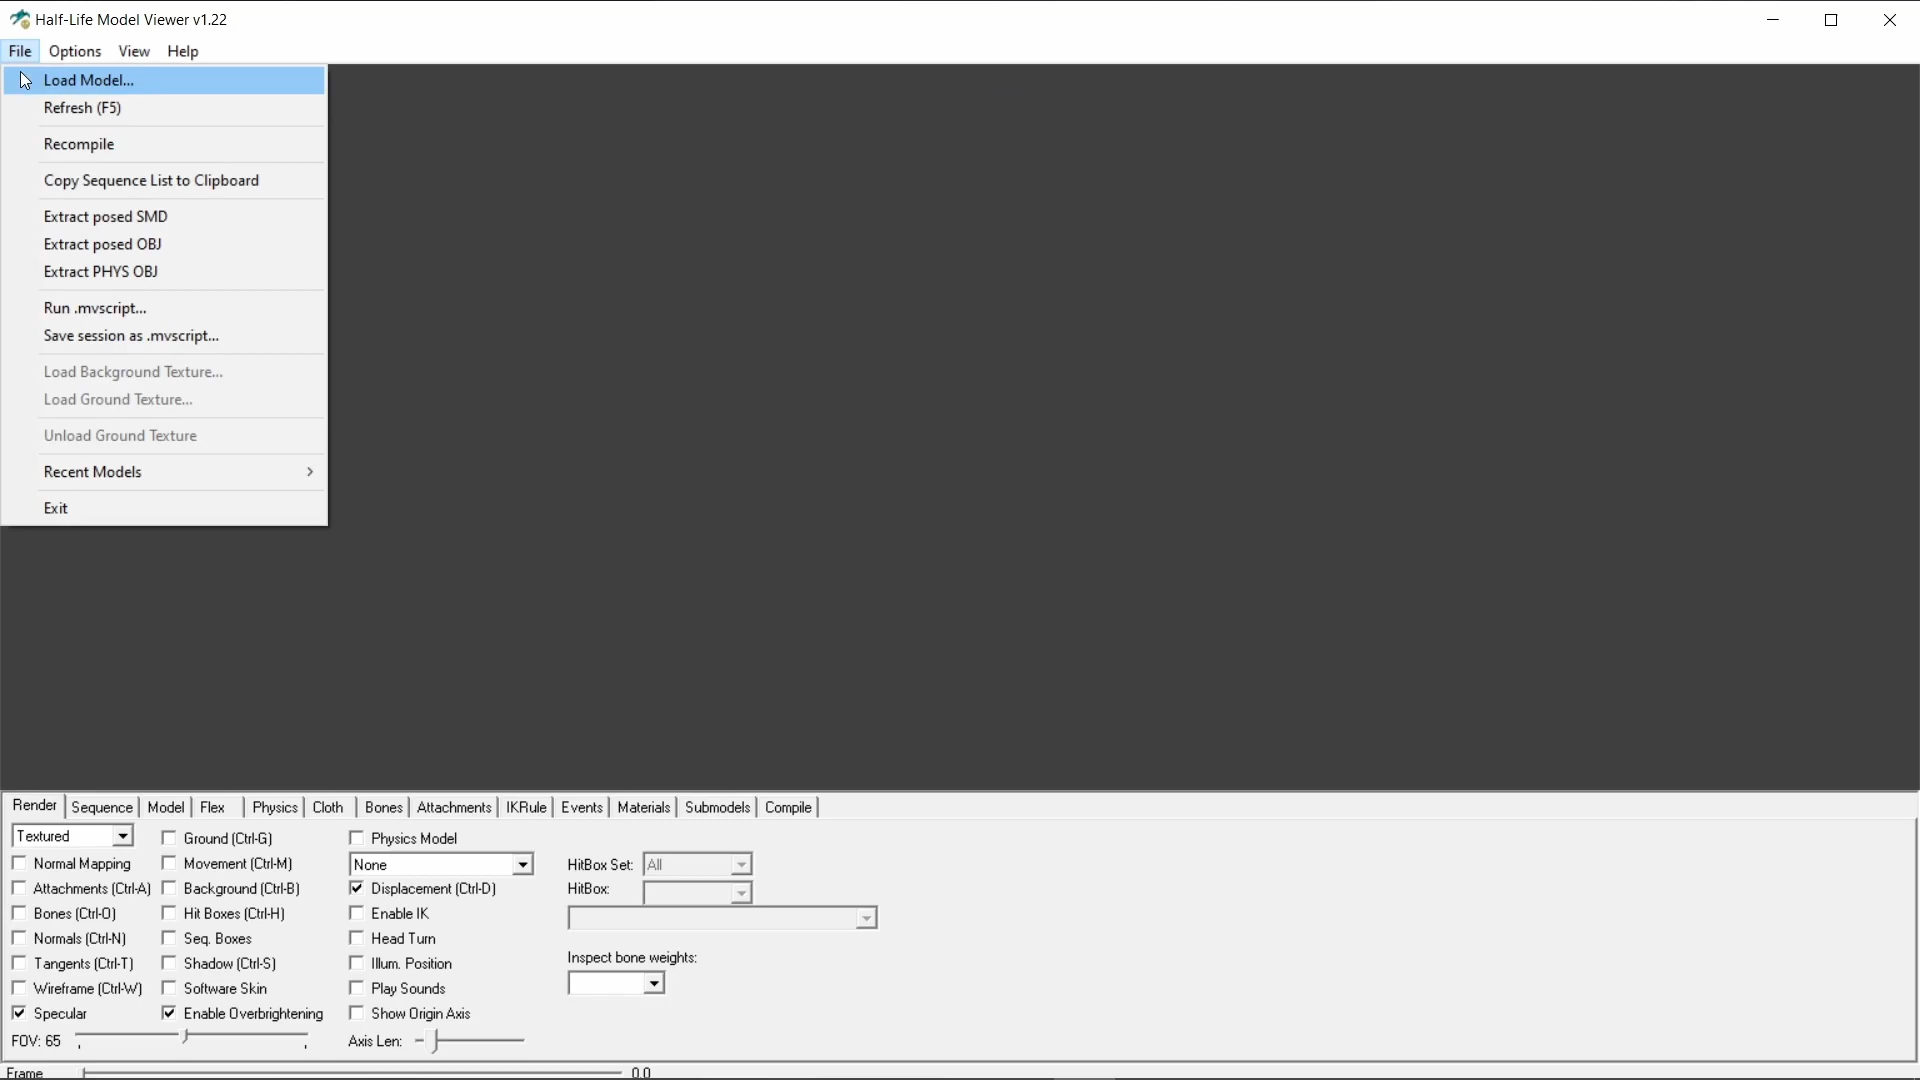 Half-Life Model Viewer v1.22
File Options View Help
Load Model...
Refresh (F5)
Recompile
Copy Sequence List to Clipboard
Extract posed SMD
Extract posed OBJ
Extract PHYS OBJ
Run .mvscript...
Save session as .mvscript...
Load Background Texture...
Load Ground Texture...
Unload Ground Texture
Recent Models
Exit
Render Sequence Model Flex Physics Cloth Bones Attachments IKRule Events Materials Submodels Compile
Textured Ground (Ctrl-G) Physics Model
Normal Mapping Movement (Ctrl-M) None HitBox Set: All
Attachments (Ctrl-A) Background (Ctrl-B) Displacement (Ctrl-D) HitBox:
Bones (Ctrl-O) Hit Boxes (Ctrl-H) Enable IK
Normals (Ctrl-N) Seq. Boxes Head Turn
Tangents (Ctrl-T) Shadow (Ctrl-S) Illum. Position Inspect bone weights:
Wireframe (Ctrl-W) Software Skin Play Sounds
Specular Enable Overbrightening Show Origin Axis
FOV: 65 Axis Len:
Frame 0.0